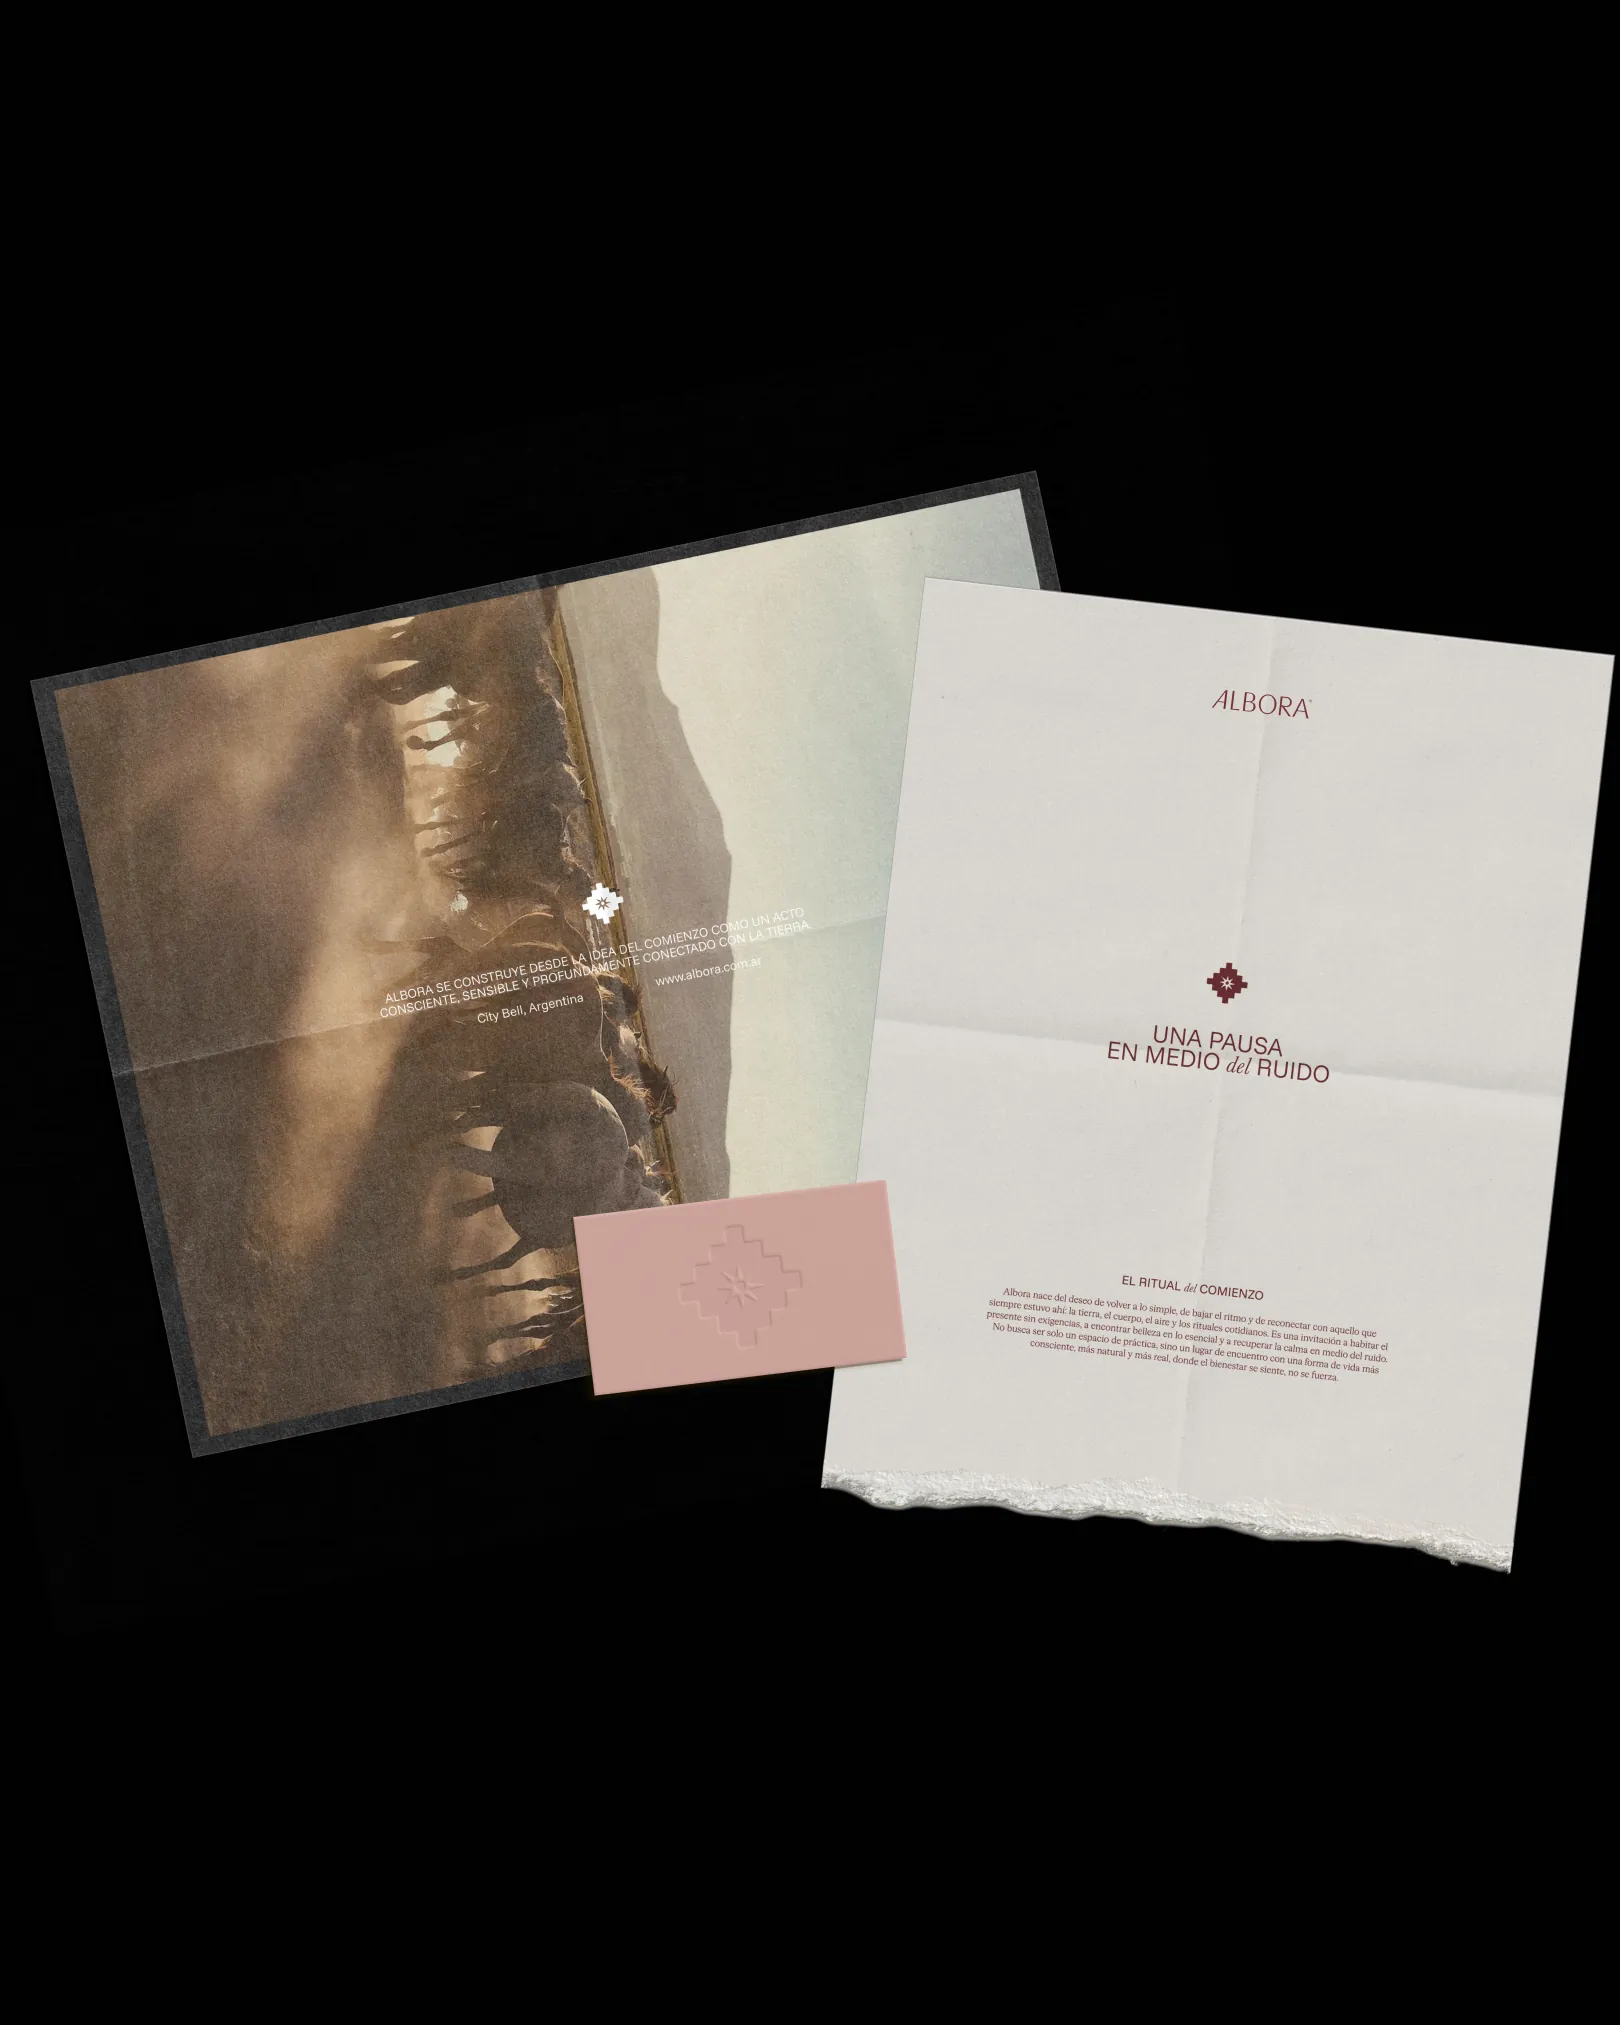 ALBORA SE CONSTRUYE DESDE LA IDEA DEL COMIENZO COMO UN ACTO
CONSCIENTE, SENSIBLE Y PROFUNDAMENTE CONECTADO CON LA TIERRA.
City Bell, Argentina
www.albora.com.ar
ALBORA
UNA PAUSA
EN MEDIO del RUIDO
EL RITUAL del COMIENZO
Albora nace del deseo de volver a lo simple, de bajar el ritmo y de reconectar con aquello que
siempre estuvo ahí: la tierra, el cuerpo, el aire y los rituales cotidianos. Es una invitación a habitar el
presente sin exigencias, a encontrar belleza en lo esencial y a recuperar la calma en medio del ruido.
No busca ser solo un espacio de práctica, sino un lugar de encuentro con una forma de vida más
consciente, más natural y más real, donde el bienestar se siente, no se fuerza.